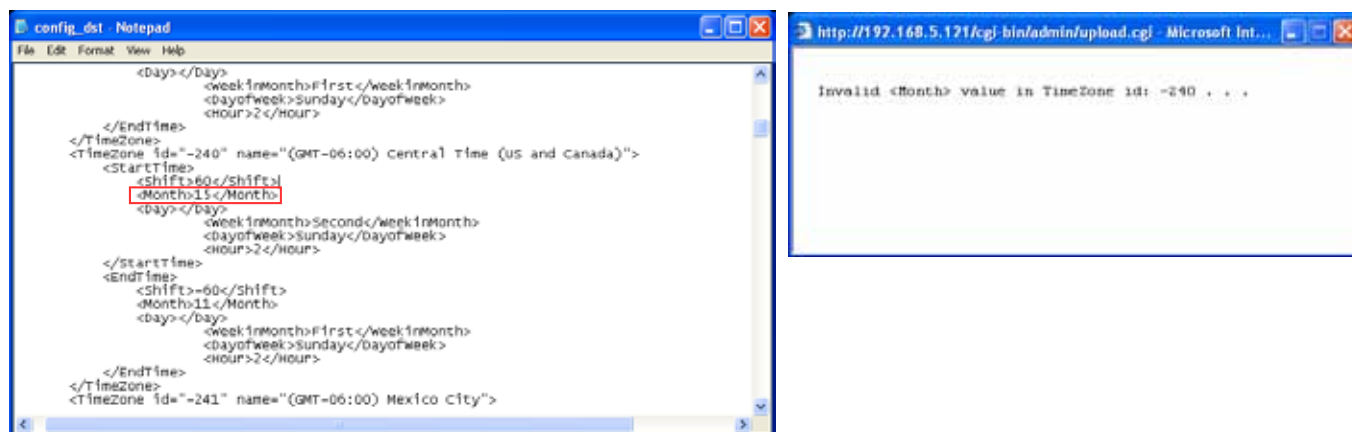 config_dst - Notepad
File Edit Format View Help
<Day></Day>
<WeekinMonth>First</WeekinMonth>
<DayofWeek>Sunday</DayofWeek>
<Hour>2</Hour>
</EndTime>
</TimeZone>
<TimeZone id="-240" name="(GMT-06:00) Central Time (US and Canada)">
<StartTime>
<Shift>60</Shift>
<Month>15</Month>
<Day></Day>
<WeekinMonth>Second</WeekinMonth>
<DayofWeek>Sunday</DayofWeek>
<Hour>2</Hour>
</StartTime>
<EndTime>
<Shift>-60</Shift>
<Month>11</Month>
<Day></Day>
<WeekinMonth>First</WeekinMonth>
<DayofWeek>Sunday</DayofWeek>
<Hour>2</Hour>
</EndTime>
</TimeZone>
<TimeZone id="-241" name="(GMT-06:00) Mexico City">
http://192.168.5.121/cgi-bin/admin/upload.cgi - Microsoft Int...
Invalid <Month> value in TimeZone id: -240 . . .